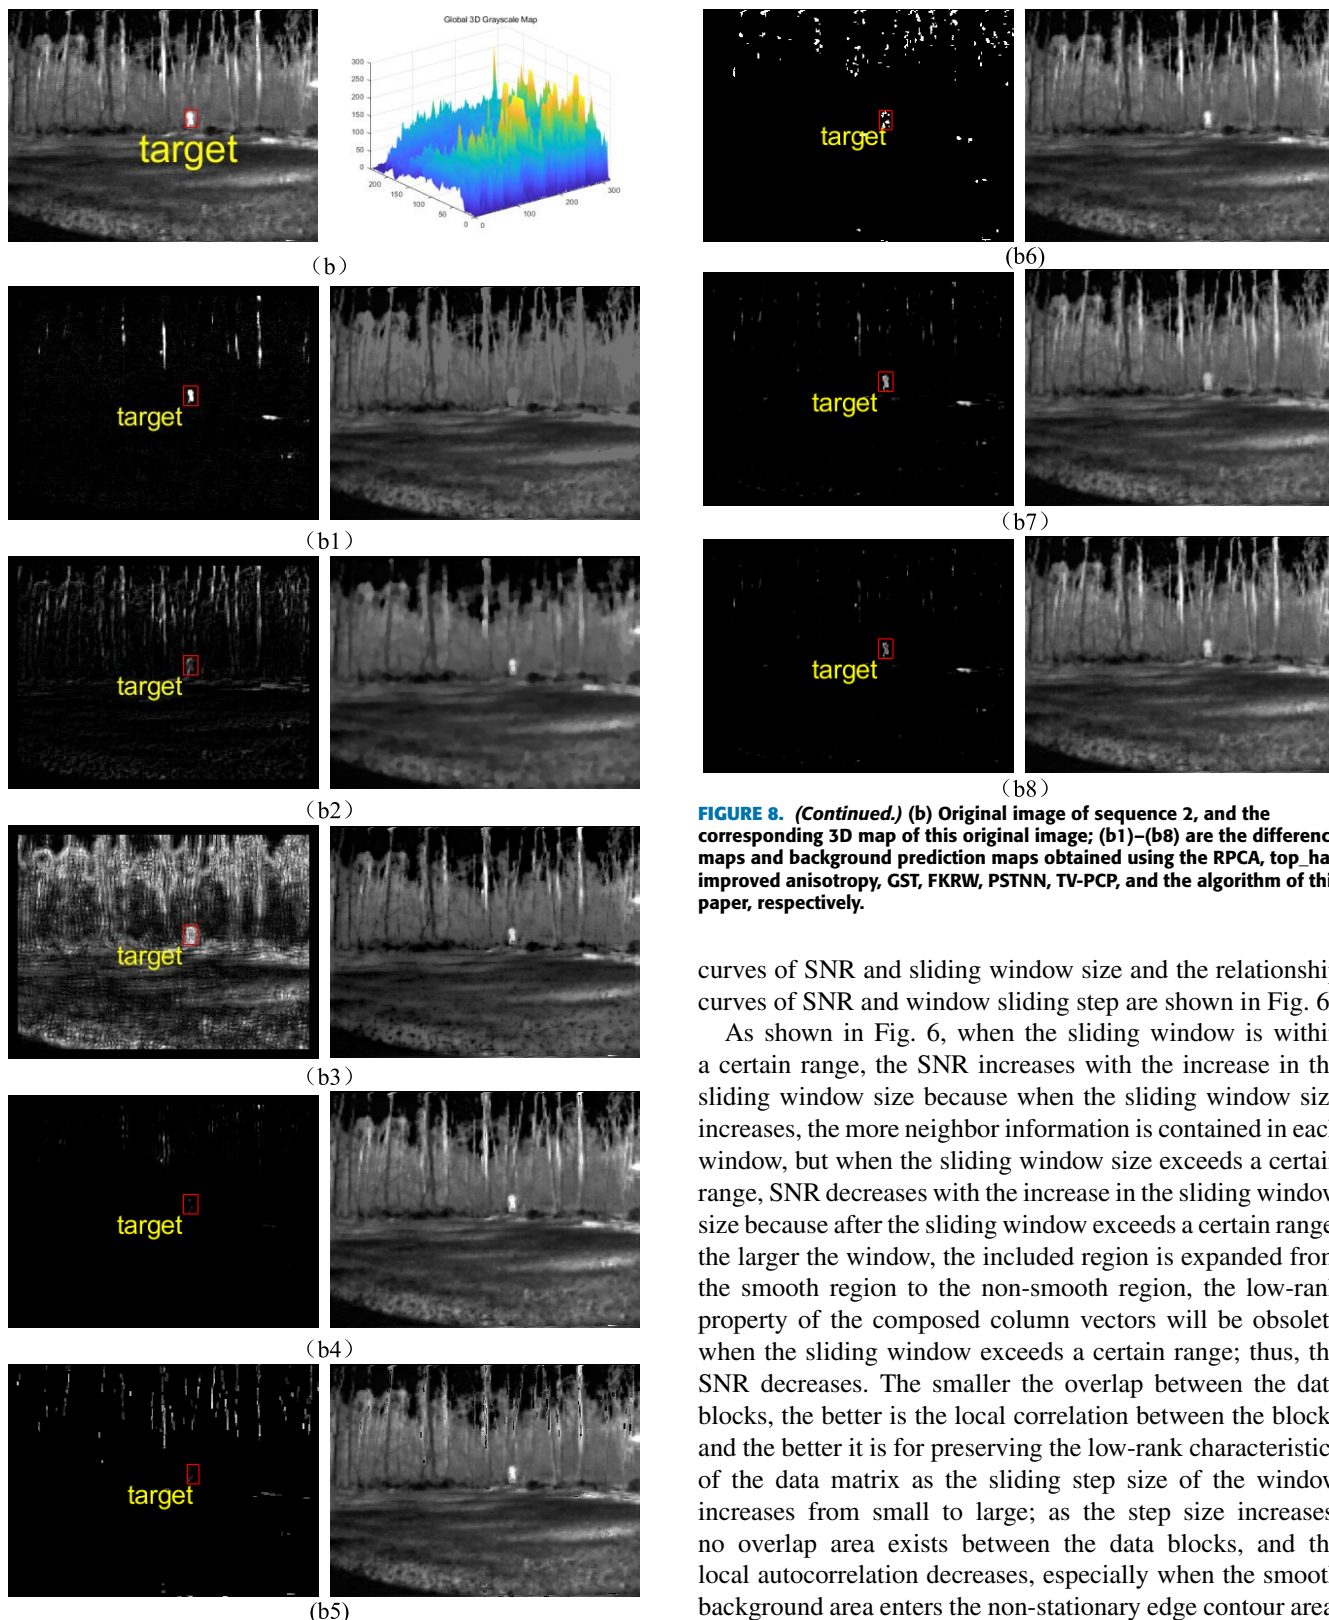 target
Global 3D Grayscale Map
300
250
200
150
100
50
0
200
150
100
50
0
0
100
200
300
(b)
target
(b1)
target
(b2)
target
(b3)
target
(b4)
target
(b5)
target
(b6)
target
(b7)
target
(b8)
FIGURE 8. (Continued.) (b) Original image of sequence 2, and the
corresponding 3D map of this original image; (b1)–(b8) are the differenc
maps and background prediction maps obtained using the RPCA, top_ha
improved anisotropy, GST, FKRW, PSTNN, TV-PCP, and the algorithm of thi
paper, respectively.
curves of SNR and sliding window size and the relationship
curves of SNR and window sliding step are shown in Fig. 6
As shown in Fig. 6, when the sliding window is withi
a certain range, the SNR increases with the increase in th
sliding window size because when the sliding window siz
increases, the more neighbor information is contained in eac
window, but when the sliding window size exceeds a certai
range, SNR decreases with the increase in the sliding window
size because after the sliding window exceeds a certain range
the larger the window, the included region is expanded from
the smooth region to the non-smooth region, the low-ran
property of the composed column vectors will be obsolet
when the sliding window exceeds a certain range; thus, th
SNR decreases. The smaller the overlap between the dat
blocks, the better is the local correlation between the block
and the better it is for preserving the low-rank characteristic
of the data matrix as the sliding step size of the window
increases from small to large; as the step size increases
no overlap area exists between the data blocks, and th
local autocorrelation decreases, especially when the smoot
background area enters the non-stationary edge contour area